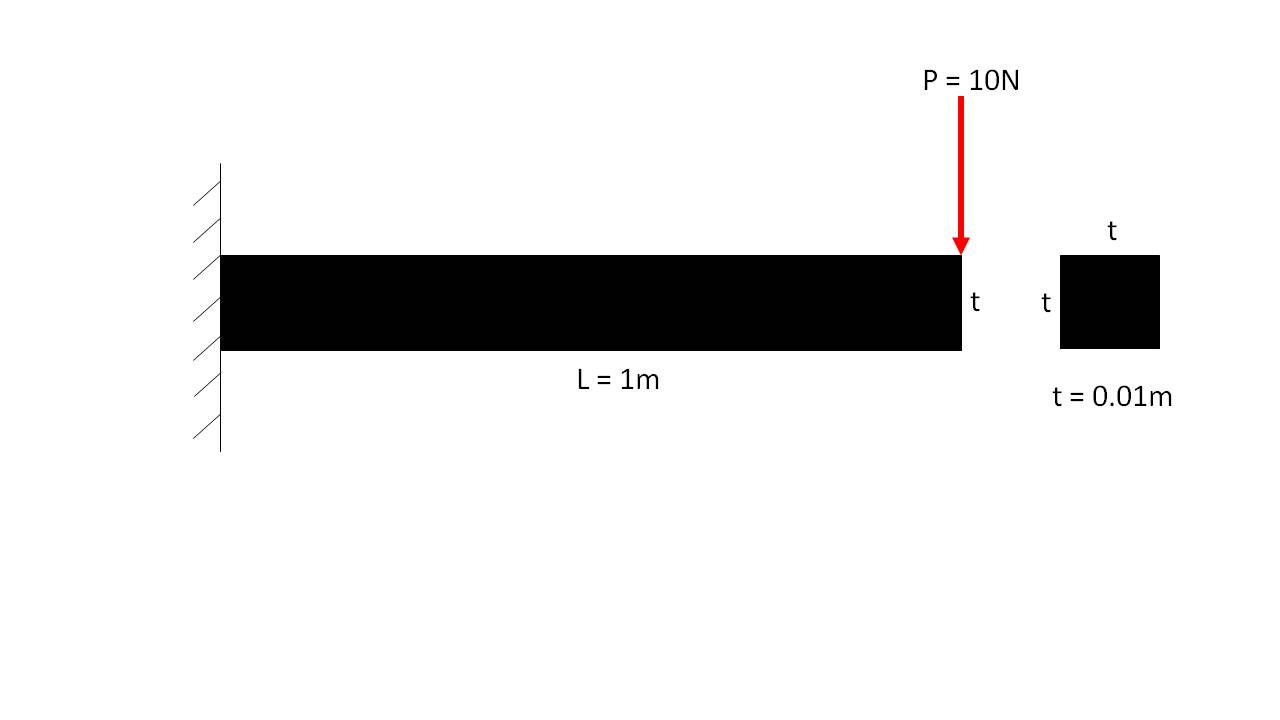 P = 10N
t
t
t
L = 1m
t = 0.01m